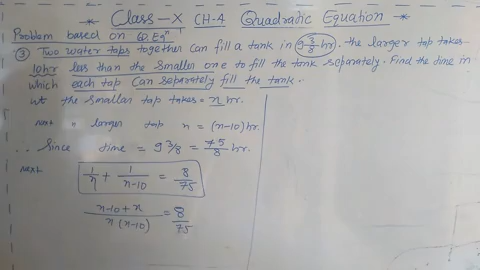 Class-X CH-4 Quadratic Equation
Problem based on Q.Eqⁿ
③ Two water taps together can fill a tank in 9 3/8 hr. the larger tap takes
10hr less than the smaller one to fill the tank separately. Find the time in
which each tap can separately fill the tank.
let the smaller tap takes = x hr.
next " larger tap x = (x-10)hr.
∴ Since time = 9 3/8 = 75/8 hr.
next 1/x + 1/x-10 = 8/75
x-10+x/x(x-10) = 8/75